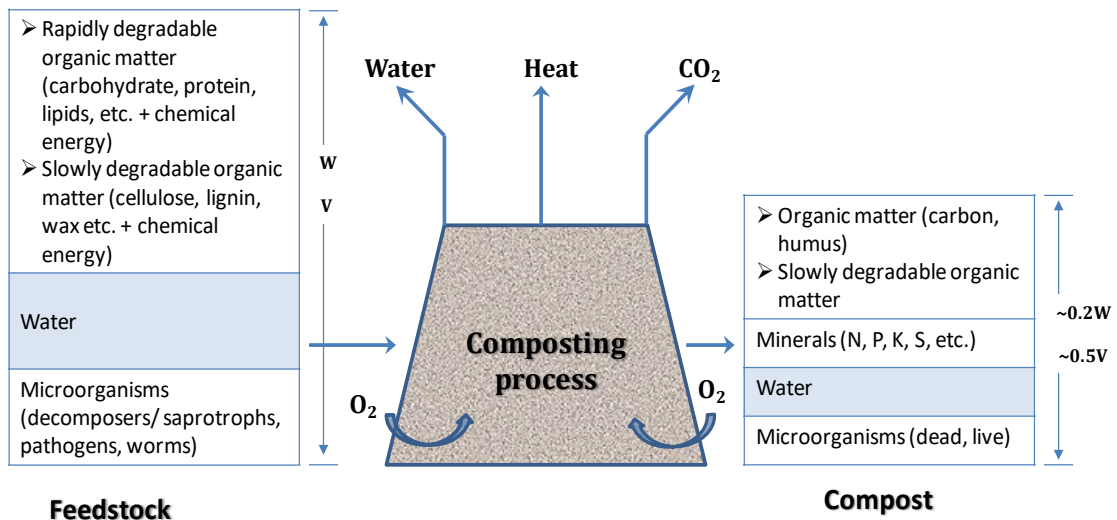 ➢ Rapidly degradable
organic matter
(carbohydrate, protein,
lipids, etc. + chemical
energy)
➢ Slowly degradable organic
matter (cellulose, lignin,
wax etc. + chemical
energy)
Water
Microorganisms
(decomposers/ saprotrophs,
pathogens, worms)
Feedstock
W
V
Water
Heat
CO₂
Composting
process
O₂
O₂
➢ Organic matter (carbon,
humus)
➢ Slowly degradable organic
matter
Minerals (N, P, K, S, etc.)
Water
Microorganisms (dead, live)
Compost
~0.2W
~0.5V